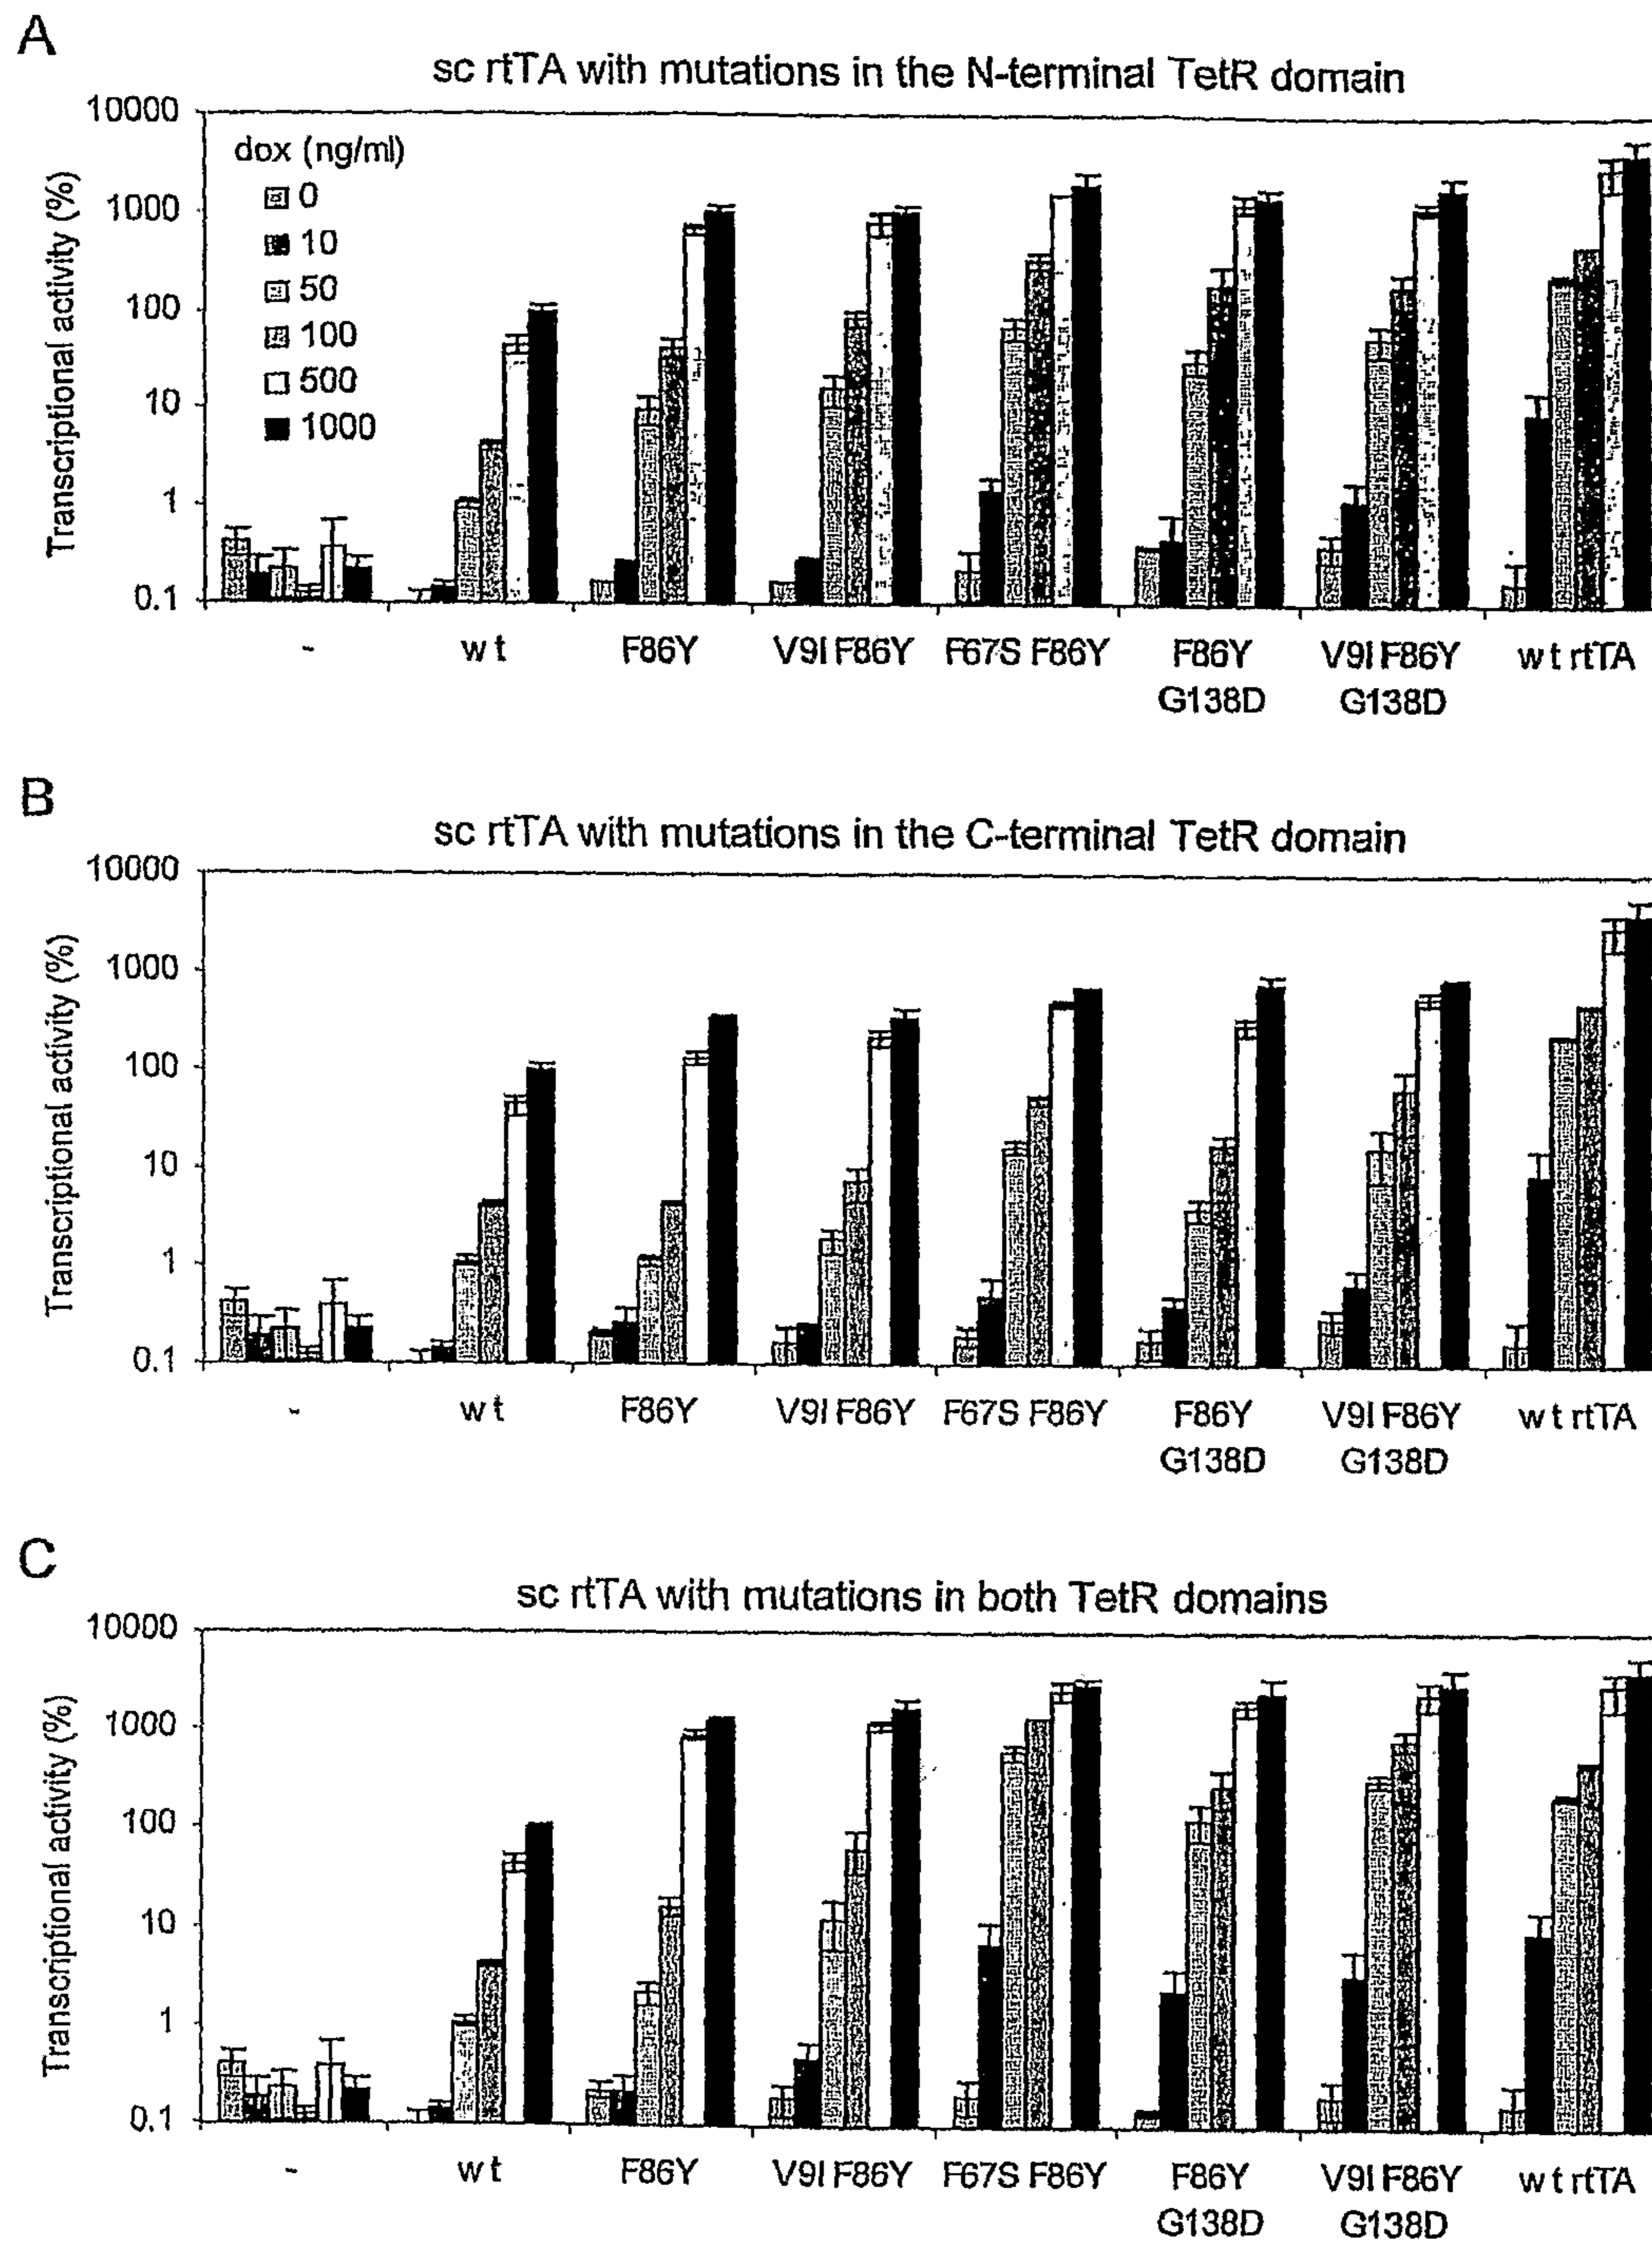 A
sc rtTA with mutations in the N-terminal TetR domain
10000
1000
100
10
1
0.1
Transcriptional activity (%)
dox (ng/ml)
0
10
50
100
500
1000
- wt F86Y V9I F86Y F67S F86Y F86Y V9I F86Y wt rtTA
G138D G138D
B
sc rtTA with mutations in the C-terminal TetR domain
10000
1000
100
10
1
0.1
Transcriptional activity (%)
- wt F86Y V9I F86Y F67S F86Y F86Y V9I F86Y wt rtTA
G138D G138D
C
sc rtTA with mutations in both TetR domains
10000
1000
100
10
1
0.1
Transcriptional activity (%)
- wt F86Y V9I F86Y F67S F86Y F86Y V9I F86Y wt rtTA
G138D G138D